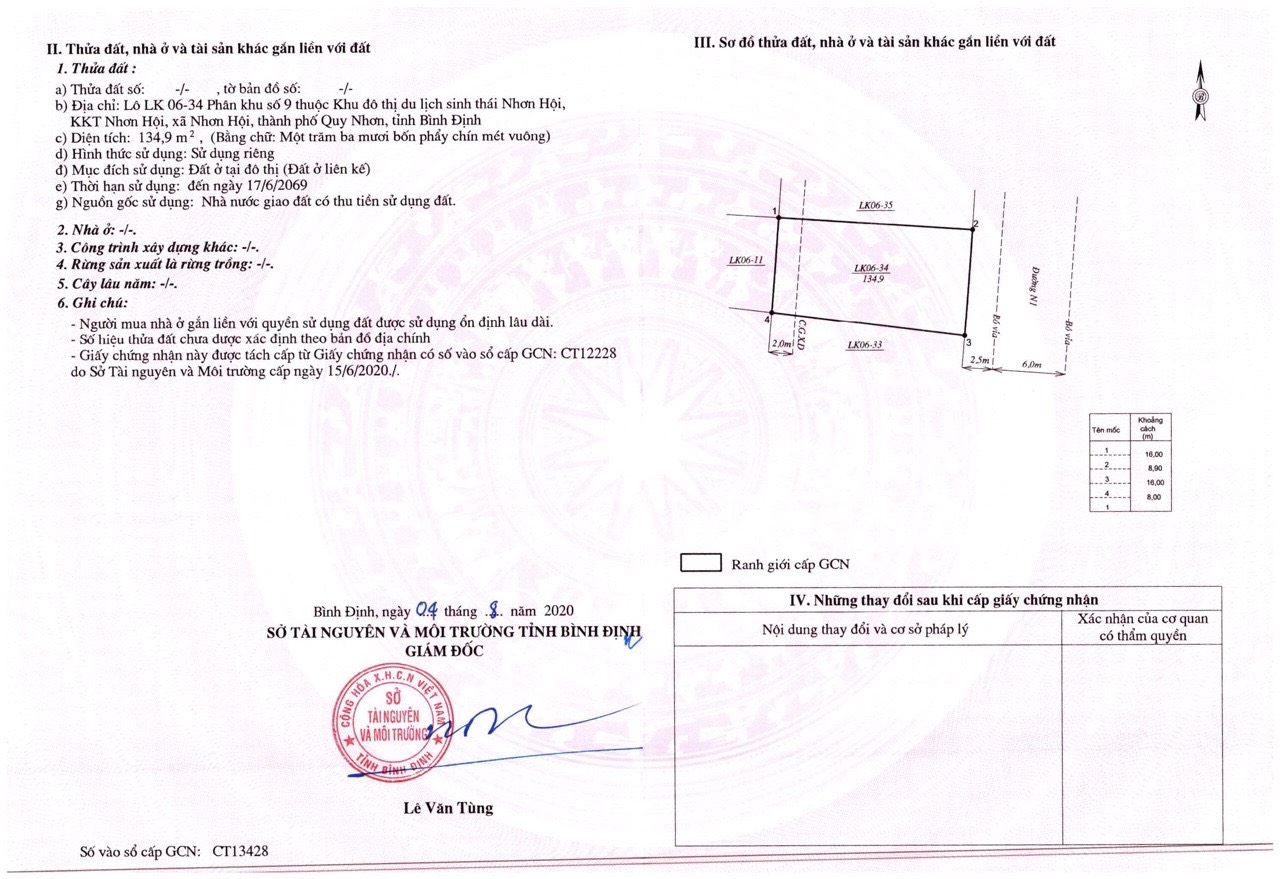 II. Thửa đất, nhà ở và tài sản khác gắn liền với đất
1. Thửa đất :
a) Thửa đất số: -/- , tờ bản đồ số: -/-
b) Địa chỉ: Lô LK 06-34 Phân khu số 9 thuộc Khu đô thị du lịch sinh thái Nhơn Hội,
KKT Nhơn Hội, xã Nhơn Hội, thành phố Quy Nhơn, tỉnh Bình Định
c) Diện tích: 134,9 m², (Bằng chữ: Một trăm ba mươi bốn phẩy chín mét vuông)
d) Hình thức sử dụng: Sử dụng riêng
đ) Mục đích sử dụng: Đất ở tại đô thị (Đất ở liên kế)
e) Thời hạn sử dụng: đến ngày 17/6/2069
g) Nguồn gốc sử dụng: Nhà nước giao đất có thu tiền sử dụng đất.
2. Nhà ở: -/-.
3. Công trình xây dựng khác: -/-.
4. Rừng sản xuất là rừng trồng: -/-.
5. Cây lâu năm: -/-.
6. Ghi chú:
- Người mua nhà ở gắn liền với quyền sử dụng đất được sử dụng ổn định lâu dài.
- Số hiệu thửa đất chưa được xác định theo bản đồ địa chính
- Giấy chứng nhận này được tách cấp từ Giấy chứng nhận có số vào sổ cấp GCN: CT12228
do Sở Tài nguyên và Môi trường cấp ngày 15/6/2020./.
Bình Định, ngày 04 tháng .8. năm 2020
SỞ TÀI NGUYÊN VÀ MÔI TRƯỜNG TỈNH BÌNH ĐỊNH
GIÁM ĐỐC
CỘNG HÒA X.H.C.N VIỆT NAM
SỞ
TÀI NGUYÊN
VÀ MÔI TRƯỜNG
TỈNH BÌNH ĐỊNH
Lê Văn Tùng
Số vào sổ cấp GCN: CT13428
III. Sơ đồ thửa đất, nhà ở và tài sản khác gắn liền với đất
B
LK06-35
1
2
LK06-11
LK06-34
134,9
Đường N1
4
C.G.XD
Bó vỉa
Bó vỉa
2,0m
LK06-33
3
2,5m
6,0m
Tên mốc
Khoảng
cách
(m)
1
16,00
2
8,90
3
16,00
4
8,00
1
Ranh giới cấp GCN
IV. Những thay đổi sau khi cấp giấy chứng nhận
Nội dung thay đổi và cơ sở pháp lý
Xác nhận của cơ quan
có thẩm quyền